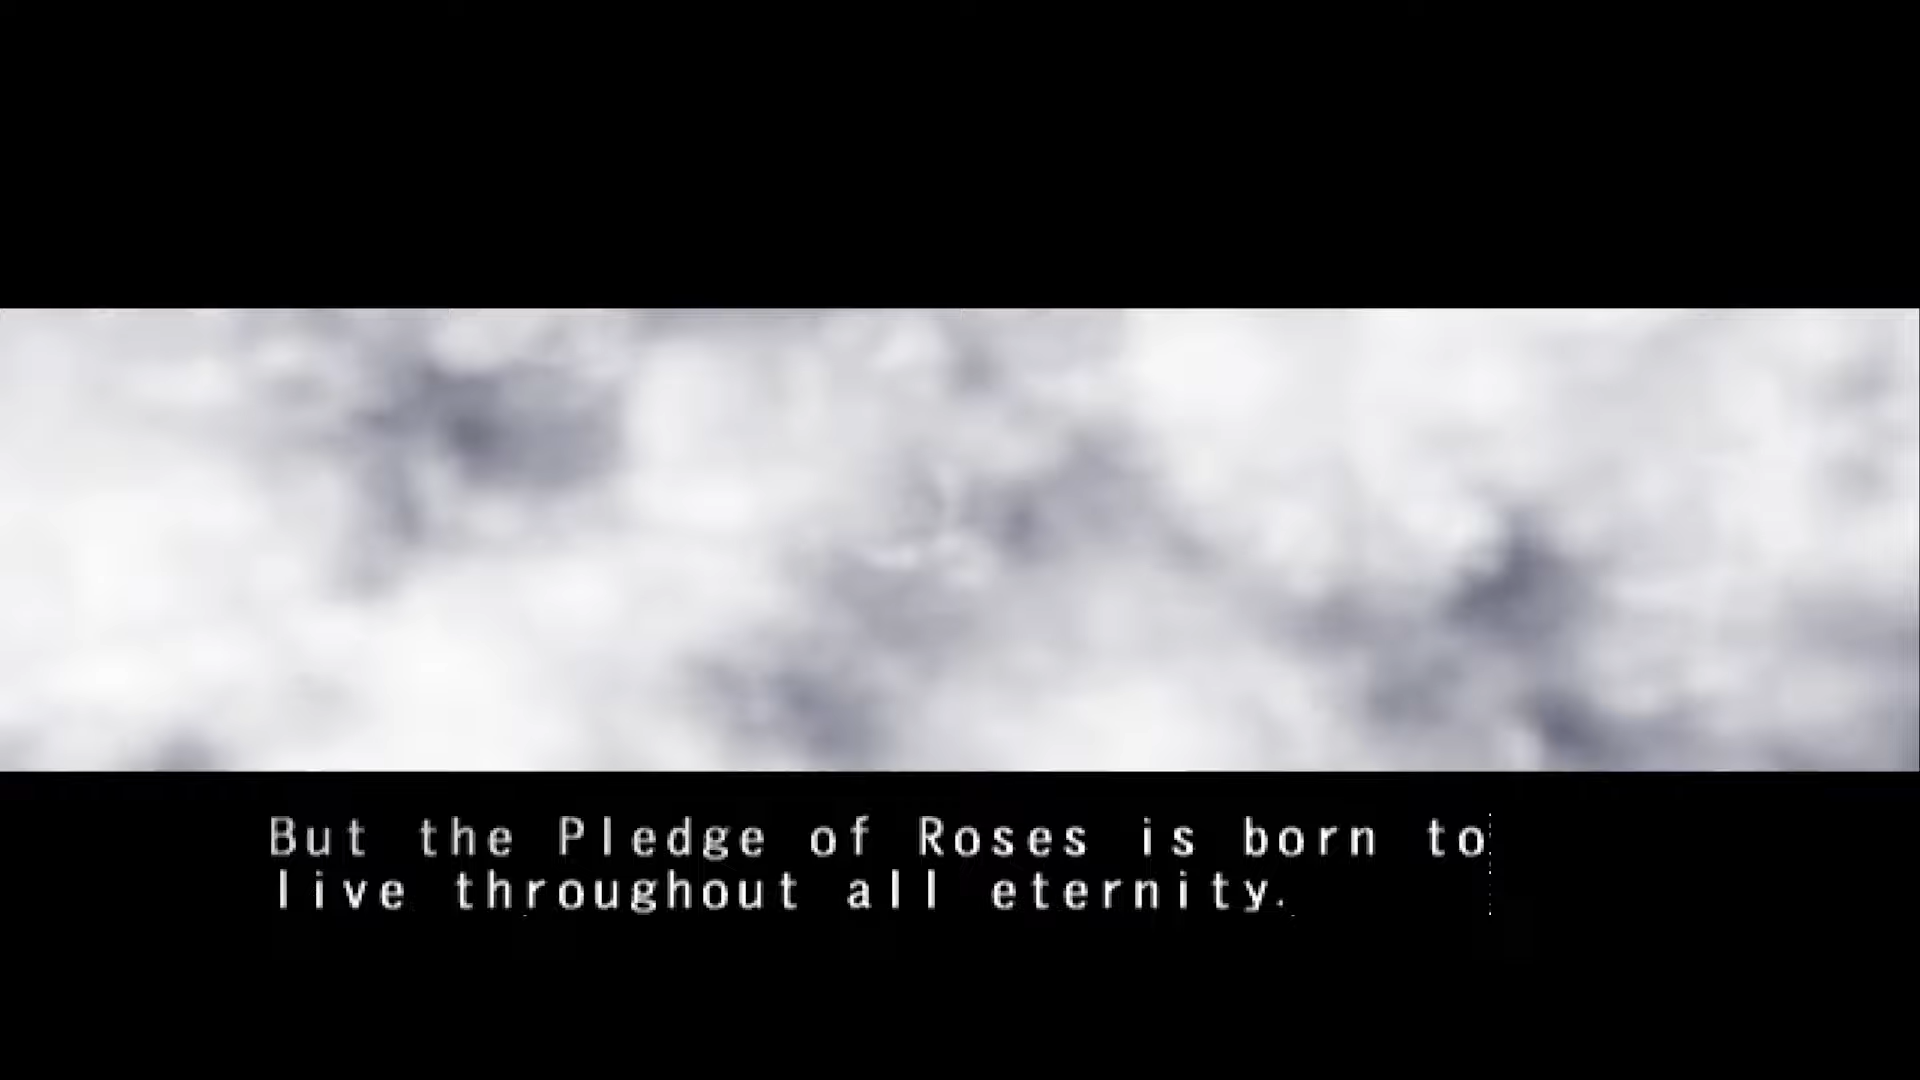 But the Pledge of Roses is born to
live throughout all eternity.